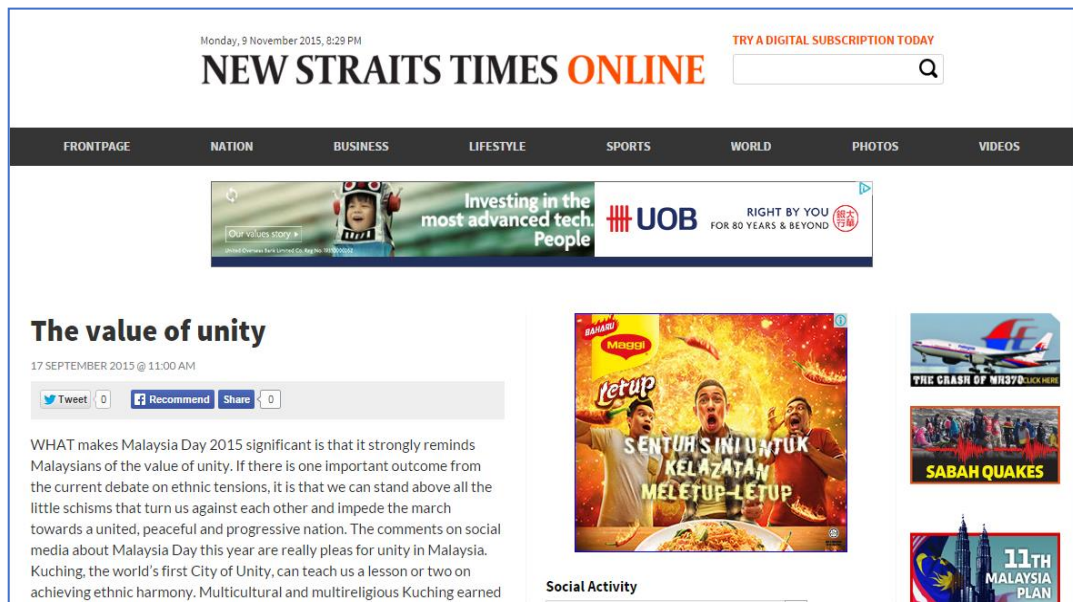 Monday, 9 November 2015, 8:29 PM
NEW STRAITS TIMES ONLINE
TRY A DIGITAL SUBSCRIPTION TODAY
FRONTPAGE NATION BUSINESS LIFESTYLE SPORTS WORLD PHOTOS VIDEOS
Our values story
Investing in the
most advanced tech.
People
UOB
RIGHT BY YOU
FOR 80 YEARS & BEYOND
The value of unity
17 SEPTEMBER 2015 @ 11:00 AM
Tweet 0 Recommend Share 0
WHAT makes Malaysia Day 2015 significant is that it strongly reminds
Malaysians of the value of unity. If there is one important outcome from
the current debate on ethnic tensions, it is that we can stand above all the
little schisms that turn us against each other and impede the march
towards a united, peaceful and progressive nation. The comments on social
media about Malaysia Day this year are really pleas for unity in Malaysia.
Kuching, the world's first City of Unity, can teach us a lesson or two on
achieving ethnic harmony. Multicultural and multireligious Kuching earned
BAHARU
Maggi
Letup
SENTUH SINI UNTUK
KELAZATAN
MELETUP-LETUP
Social Activity
THE CRASH OF MH370 CLICK HERE
SABAH QUAKES
11TH
MALAYSIA
PLAN